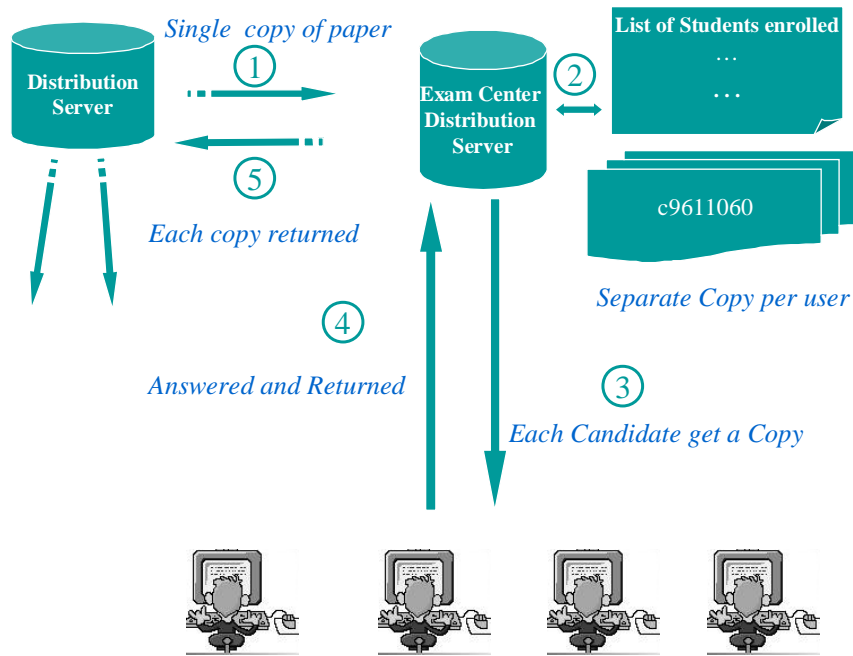 Single copy of paper
1
Distribution
Server
Exam Center
Distribution
Server
2
List of Students enrolled
...
...
5
Each copy returned
c9611060
Separate Copy per user
4
Answered and Returned
3
Each Candidate get a Copy